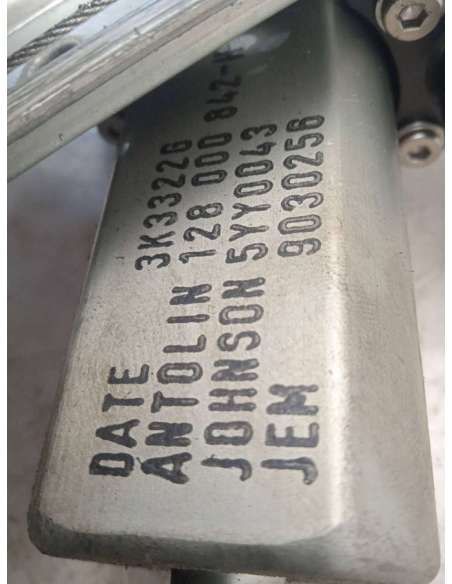 DATE 3K33226
ANTOLIN 128 000 842-
JOHNSON 5YY0043
JEM 9030256